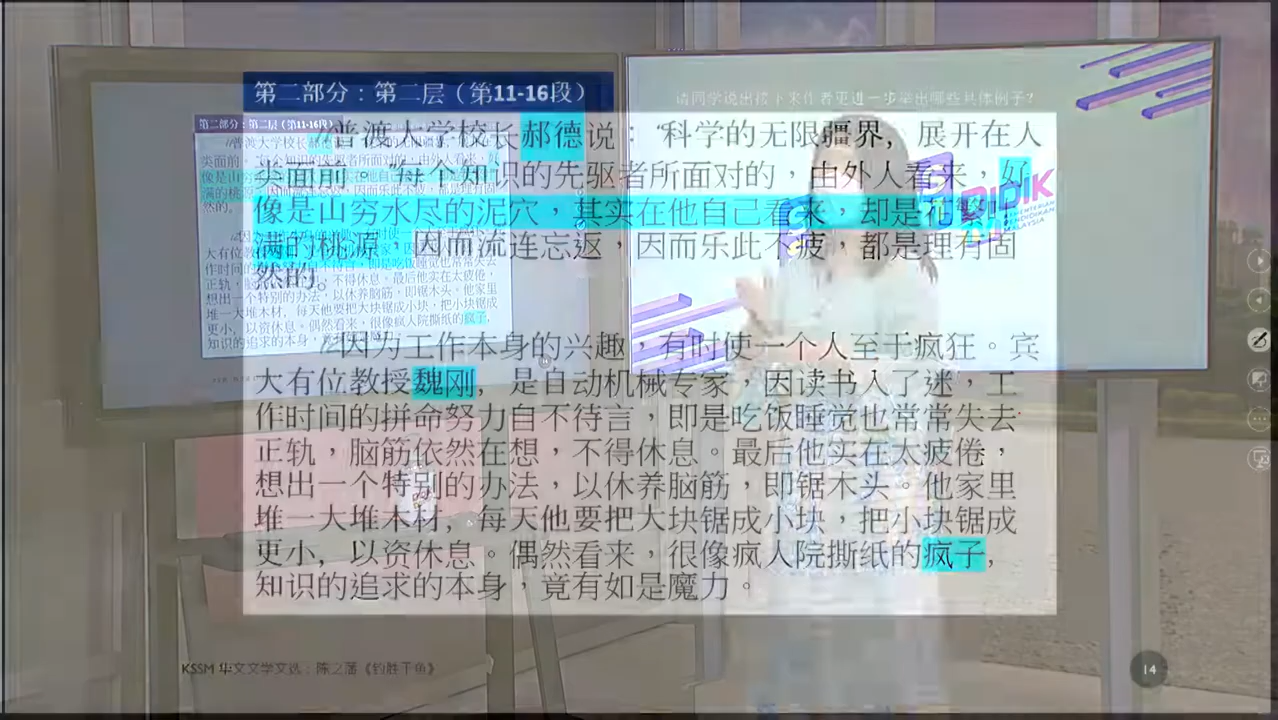 第二部分：第二层（第11-16段）
请同学说出接下来作者更进一步举出哪些具体例子？
11普渡大学校长郝德说：“科学的无限疆界，展开在人
类面前。每个知识的先驱者所面对的，由外人看来，好
像是山穷水尽的泥穴，其实在他自己看来，却是花
满的桃源，因而流连忘返，因而乐此不疲，都是理有固
然的。
12因为工作本身的兴趣，有时使一个人至于疯狂。宾
大有位教授魏刚，是自动机械专家，因读书入了迷，工
作时间的拼命努力自不待言，即是吃饭睡觉也常常失去
正轨，脑筋依然在想，不得休息。最后他实在太疲倦，
想出一个特别的办法，以休养脑筋，即锯木头。他家里
堆一大堆木材，每天他要把大块锯成小块，把小块锯成
更小，以资休息。偶然看来，很像疯人院撕纸的疯子，
知识的追求的本身，竟有如是魔力。
DIDIK
KEMENTERIAN
PENDIDIKAN
MALAYSIA
KSSM 华文文学文选：陈之藩《钓胜于鱼》
14